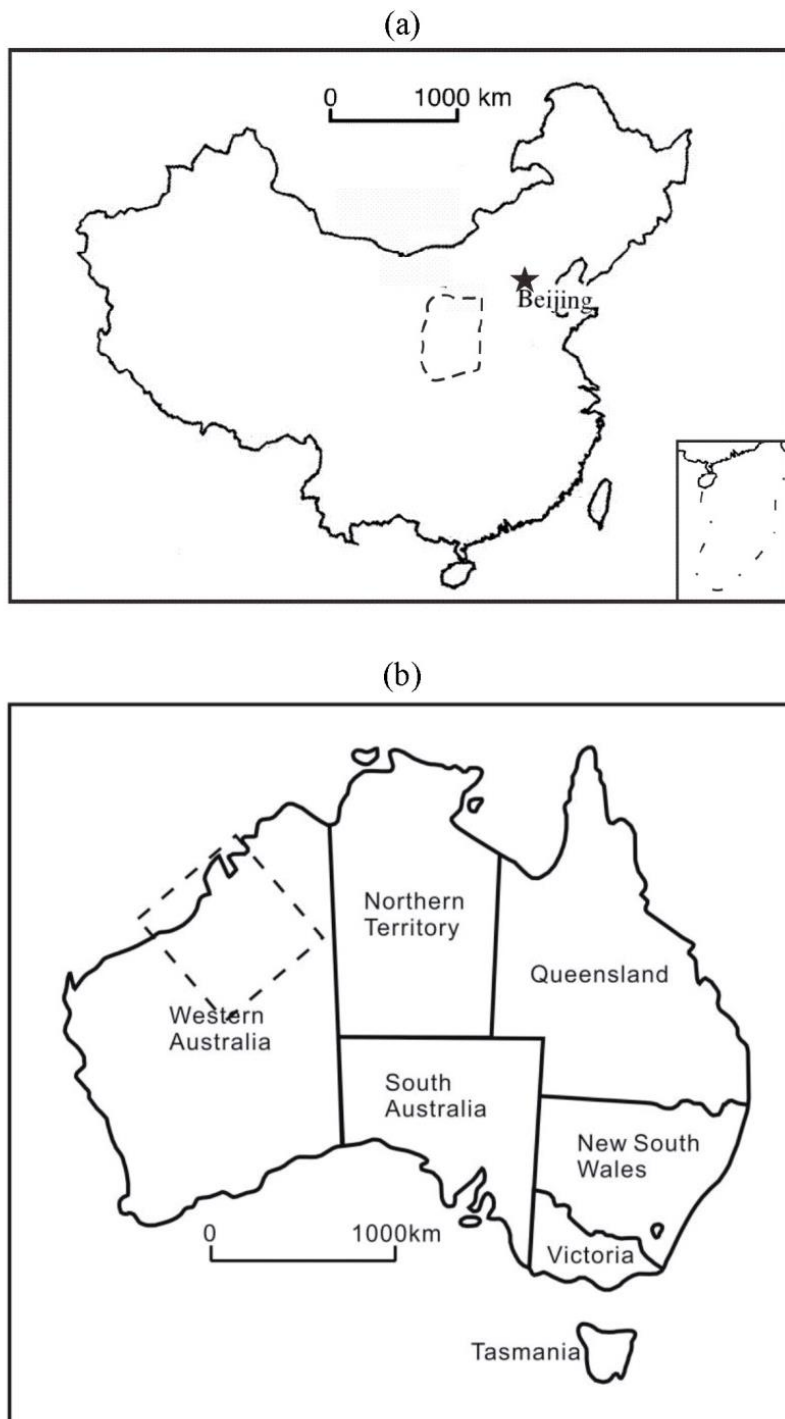 (a)
0 1000 km
Beijing
(b)
Northern
Territory
Queensland
Western
Australia
South
Australia
New South
Wales
0 1000km
Victoria
Tasmania